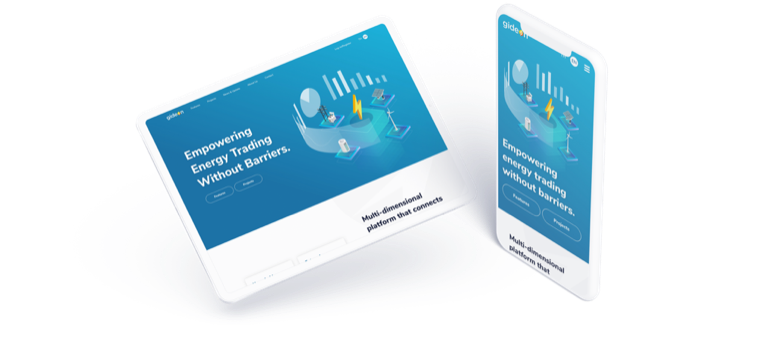 gideon
Empowering
Energy Trading
Without Barriers.
Multi-dimensional
platform that connects
gideon
Empowering
energy trading
without barriers.
Features
Projects
Multi-dimensional
platform that